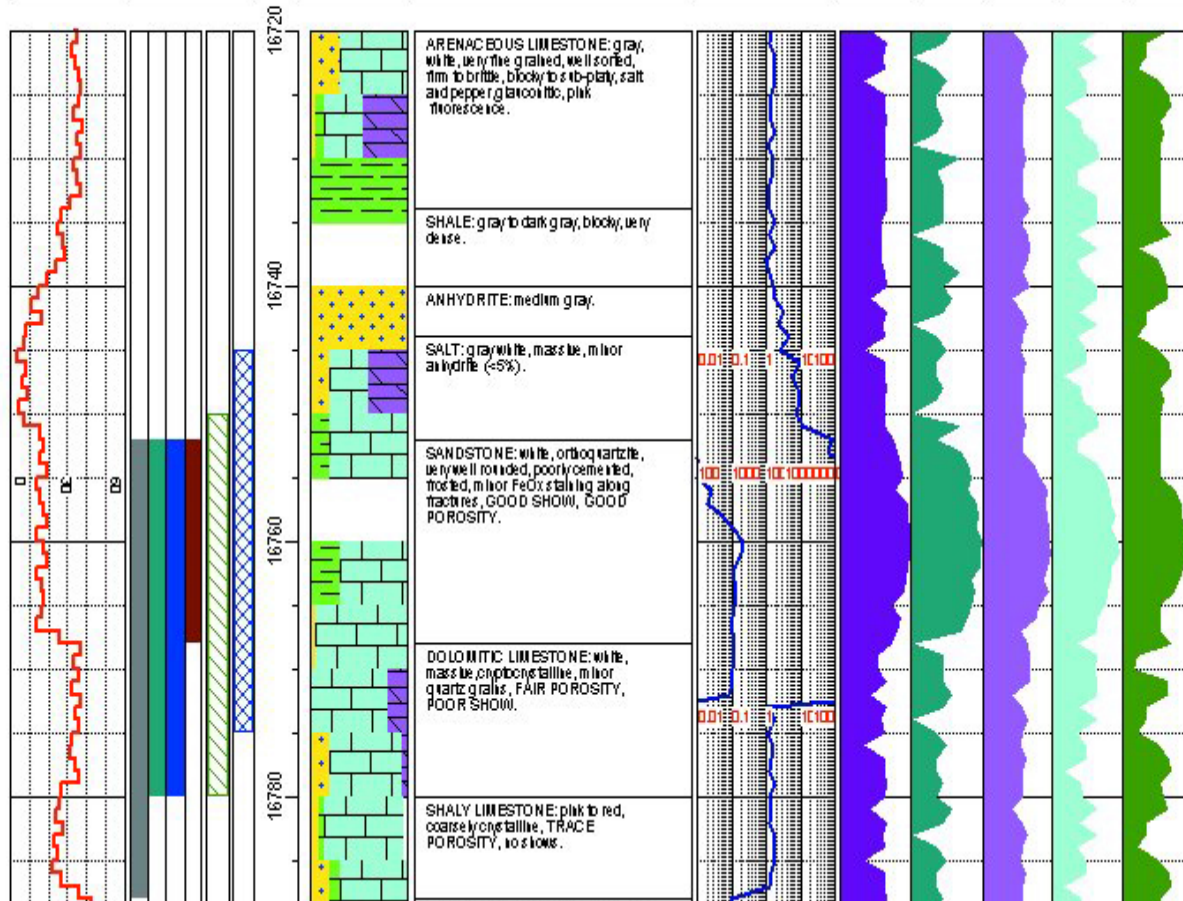 16720
ARENACEOUS LIMESTONE: gray,
white, very fine grained, well sorted,
firm to brittle, blocky to sub-platy, salt
and pepper, glauconitic, pink
fluorescence.
SHALE: gray to dark gray, blocky, very
dense.
16740
ANHYDRITE: medium gray.
SALT: gray white, massive, minor
anhydrite (<5%).
0.01 0.1 1 10 100
SANDSTONE: white, orthoquartzite,
very well rounded, poorly cemented,
frosted, minor FeOx staining along
fractures, GOOD SHOW, GOOD
POROSITY.
0 30 60
100 1000
16760
DOLOMITIC LIMESTONE: white,
massive, cryptocrystalline, minor
quartz grains, FAIR POROSITY,
POOR SHOW.
0.01 0.1 1 10 100
16780
SHALY LIMESTONE: pink to red,
coarsely crystalline, TRACE
POROSITY, no shows.